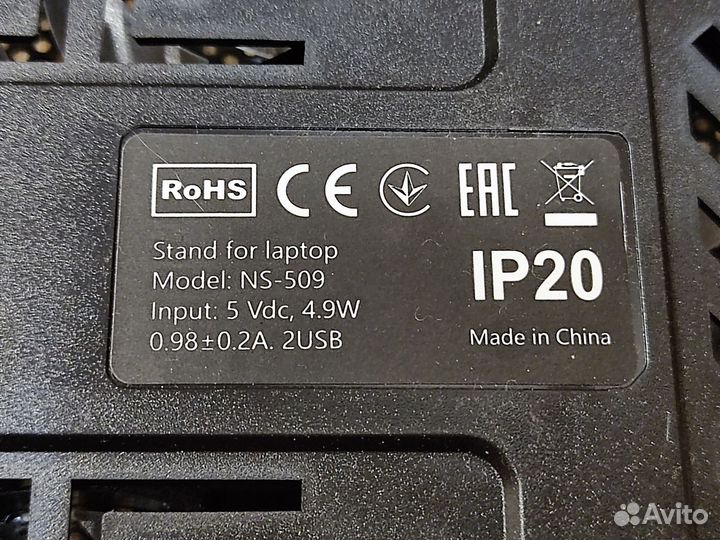 RoHS CE EAC
Stand for laptop
Model: NS-509
Input: 5 Vdc, 4.9W
0.98±0.2A. 2USB
IP20
Made in China
Avito